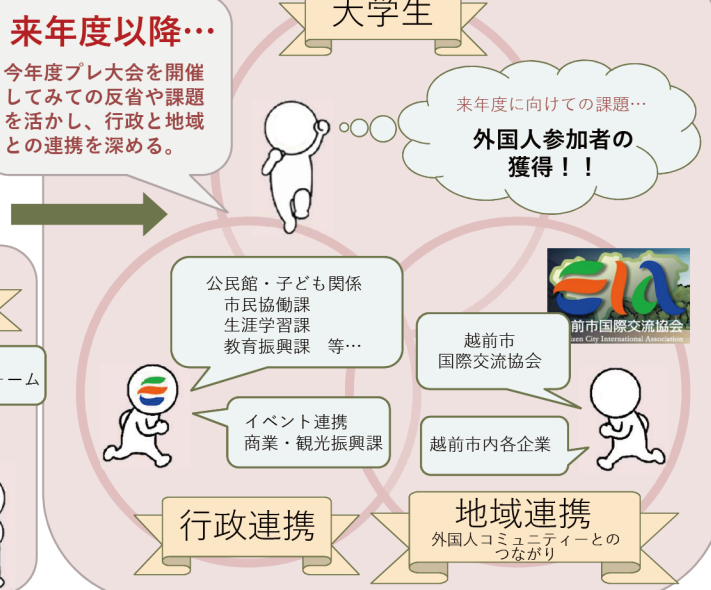 来年度以降…
今年度プレ大会を開催
してみての反省や課題
を活かし、行政と地域
との連携を深める。
大学生
来年度に向けての課題…
外国人参加者の
獲得！！
公民館・子ども関係
市民協働課
生涯学習課
教育振興課　等…
イベント連携
商業・観光振興課
EIA
前市国際交流協会
zen City International Association
越前市
国際交流協会
越前市内各企業
ーム
行政連携
地域連携
外国人コミュニティーとの
つながり